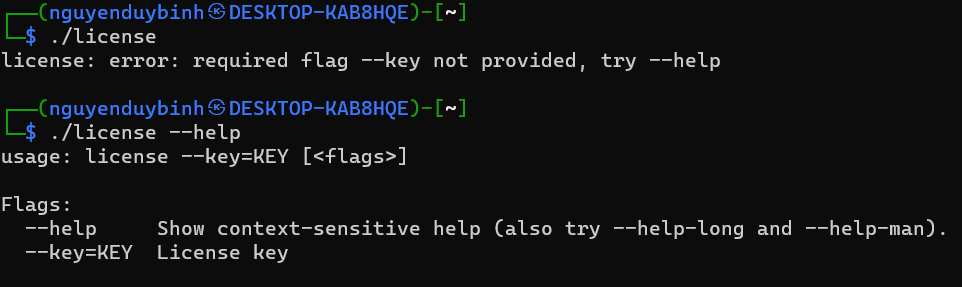 ┌──(nguyenduybinh㉿DESKTOP-KAB8HQE)-[~]
└─$ ./license
license: error: required flag --key not provided, try --help

┌──(nguyenduybinh㉿DESKTOP-KAB8HQE)-[~]
└─$ ./license --help
usage: license --key=KEY [<flags>]

Flags:
  --help     Show context-sensitive help (also try --help-long and --help-man).
  --key=KEY  License key